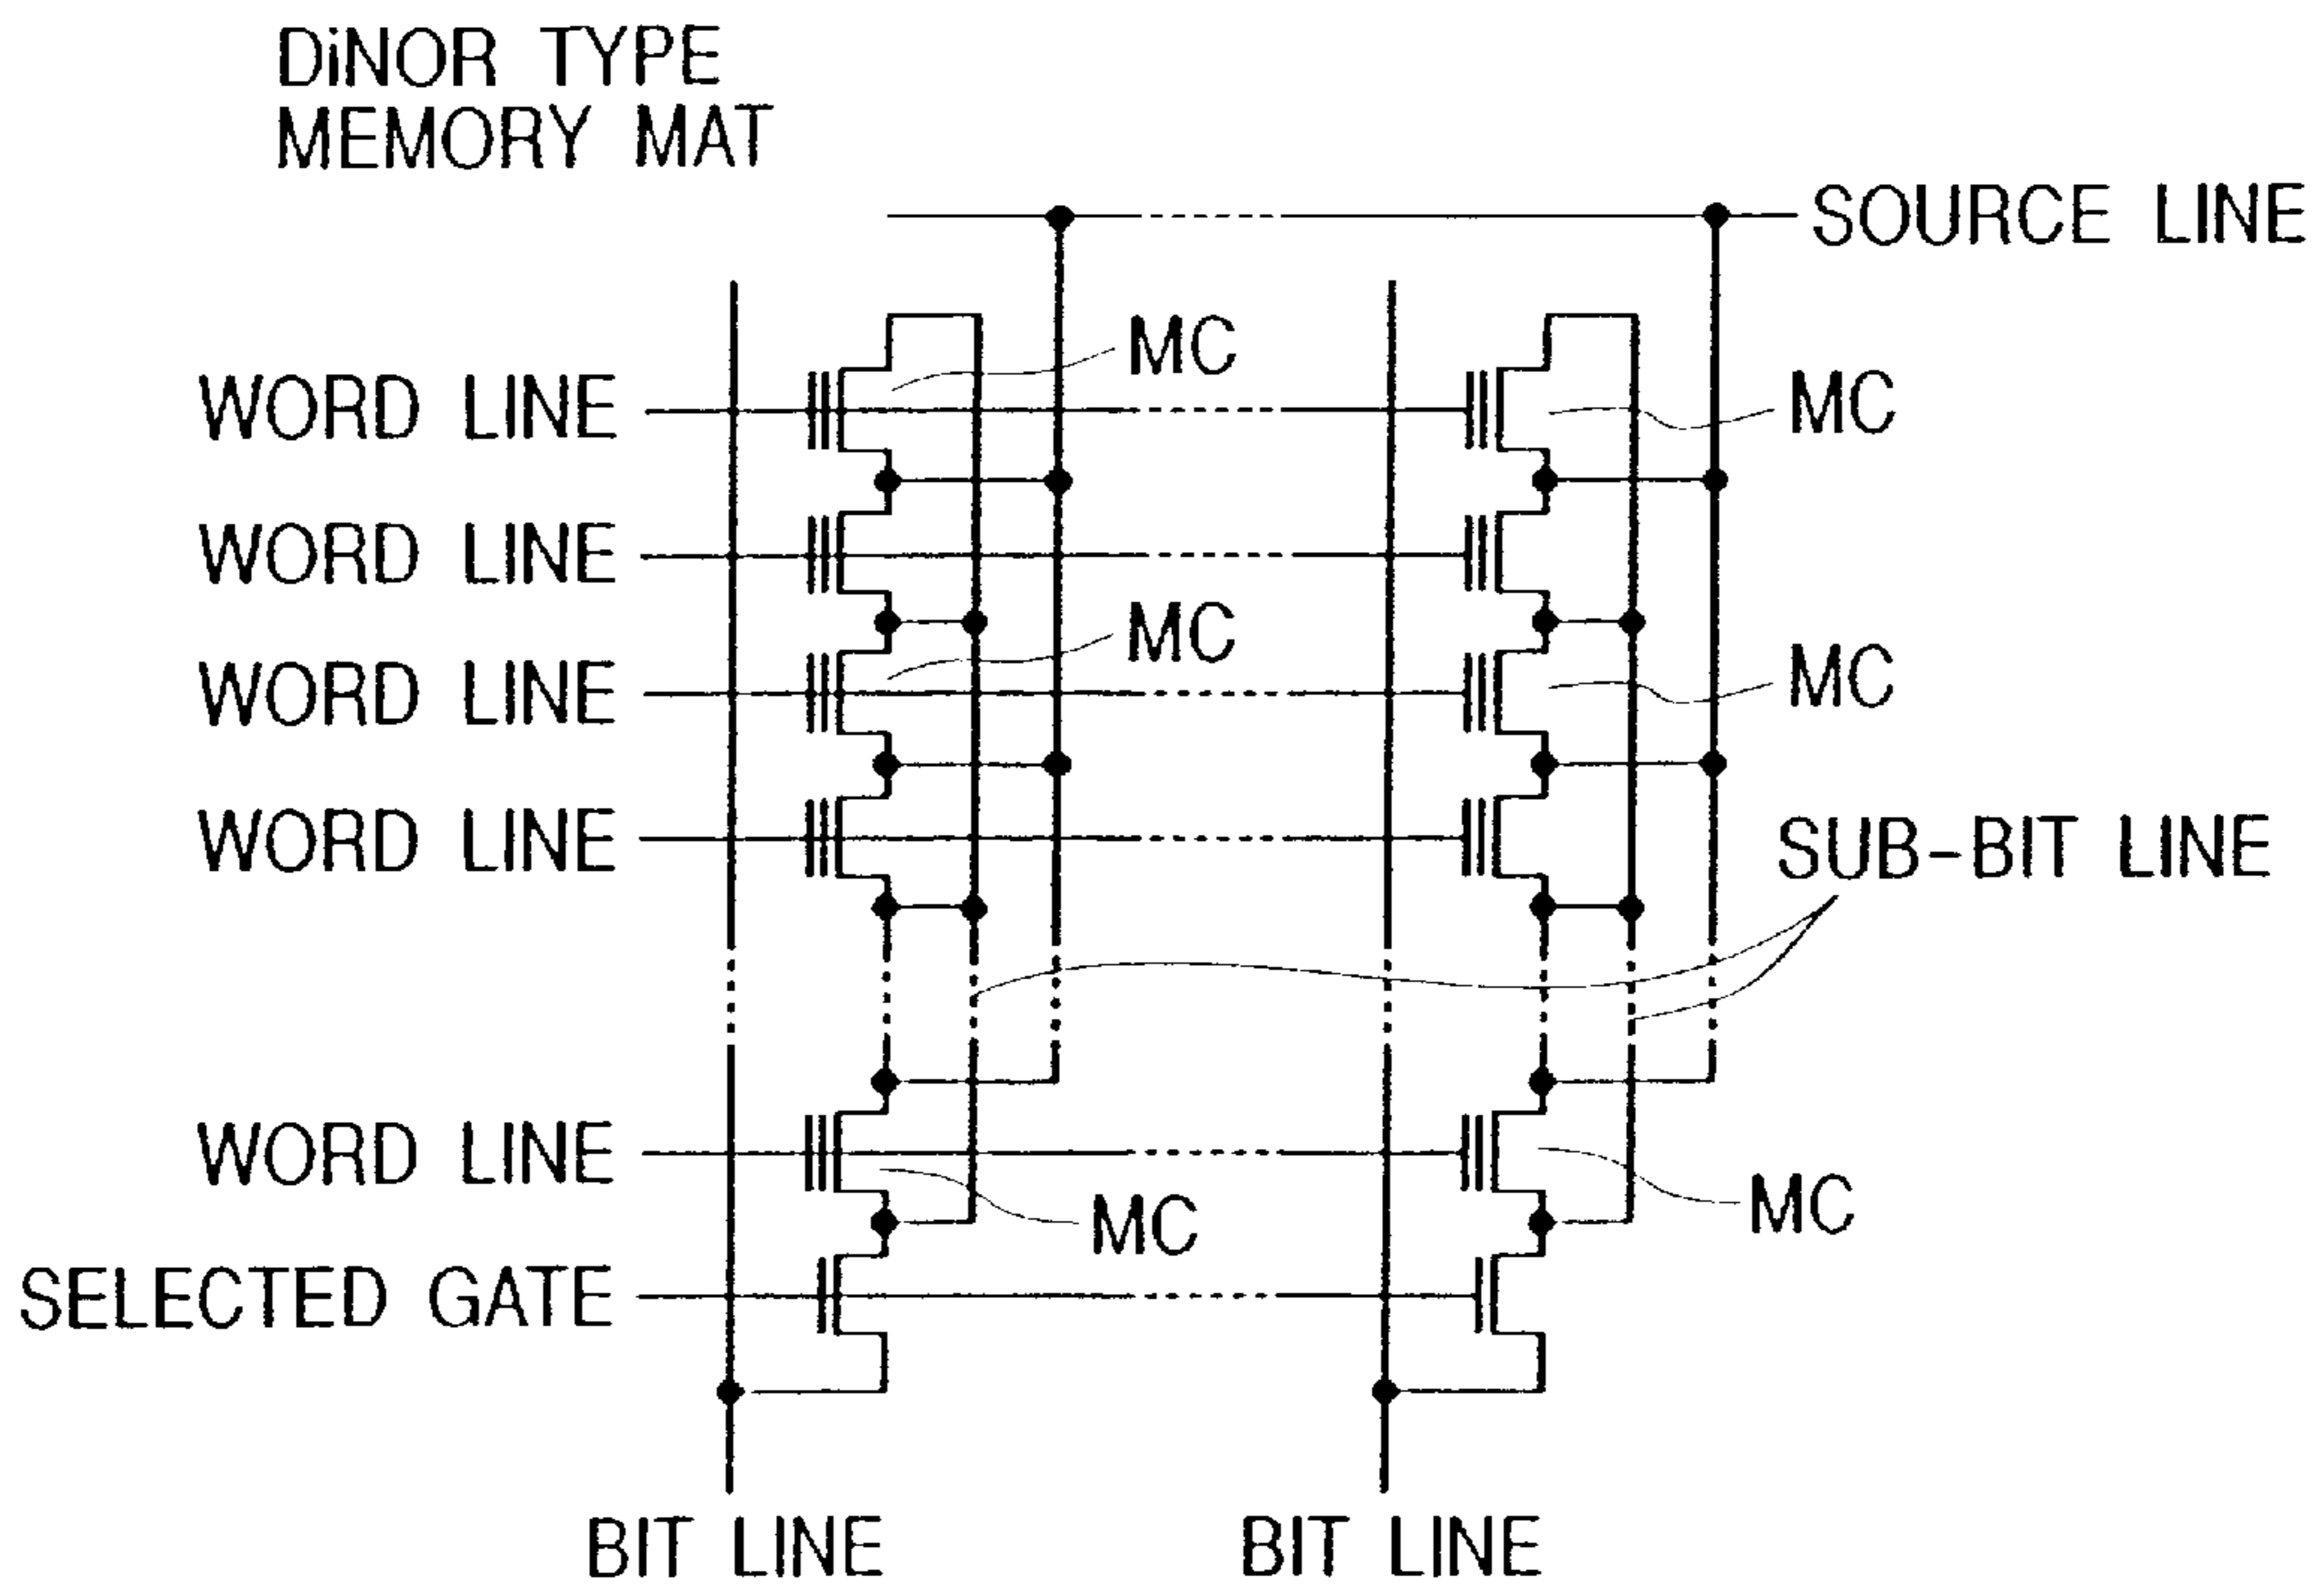 DiNOR TYPE
MEMORY MAT
SOURCE LINE
MC
WORD LINE
MC
WORD LINE
MC
WORD LINE
MC
WORD LINE
SUB-BIT LINE
WORD LINE
MC
MC
SELECTED GATE
BIT LINE
BIT LINE